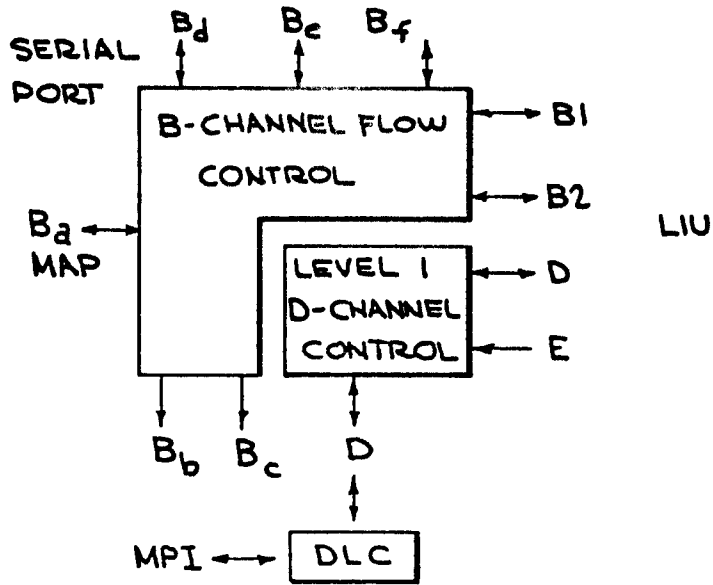 SERIAL
PORT
Bd
Be
Bf
B-CHANNEL FLOW
CONTROL
B1
B2
LIU
Ba
MAP
LEVEL 1
D-CHANNEL
CONTROL
D
E
Bb
Bc
D
MPI
DLC